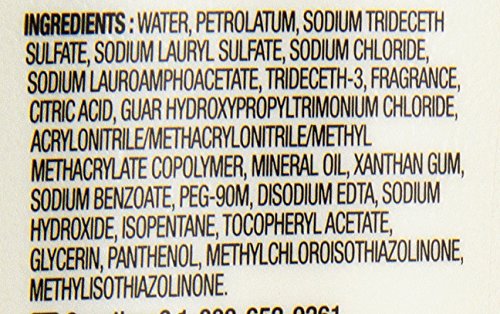 INGREDIENTS : WATER, PETROLATUM, SODIUM TRIDECETH
SULFATE, SODIUM LAURYL SULFATE, SODIUM CHLORIDE,
SODIUM LAUROAMPHOACETATE, TRIDECETH-3, FRAGRANCE,
CITRIC ACID, GUAR HYDROXYPROPYLTRIMONIUM CHLORIDE,
ACRYLONITRILE/METHACRYLONITRILE/METHYL
METHACRYLATE COPOLYMER, MINERAL OIL, XANTHAN GUM,
SODIUM BENZOATE, PEG-90M, DISODIUM EDTA, SODIUM
HYDROXIDE, ISOPENTANE, TOCOPHERYL ACETATE,
GLYCERIN, PANTHENOL, METHYLCHLOROISOTHIAZOLINONE,
METHYLISOTHIAZOLINONE.